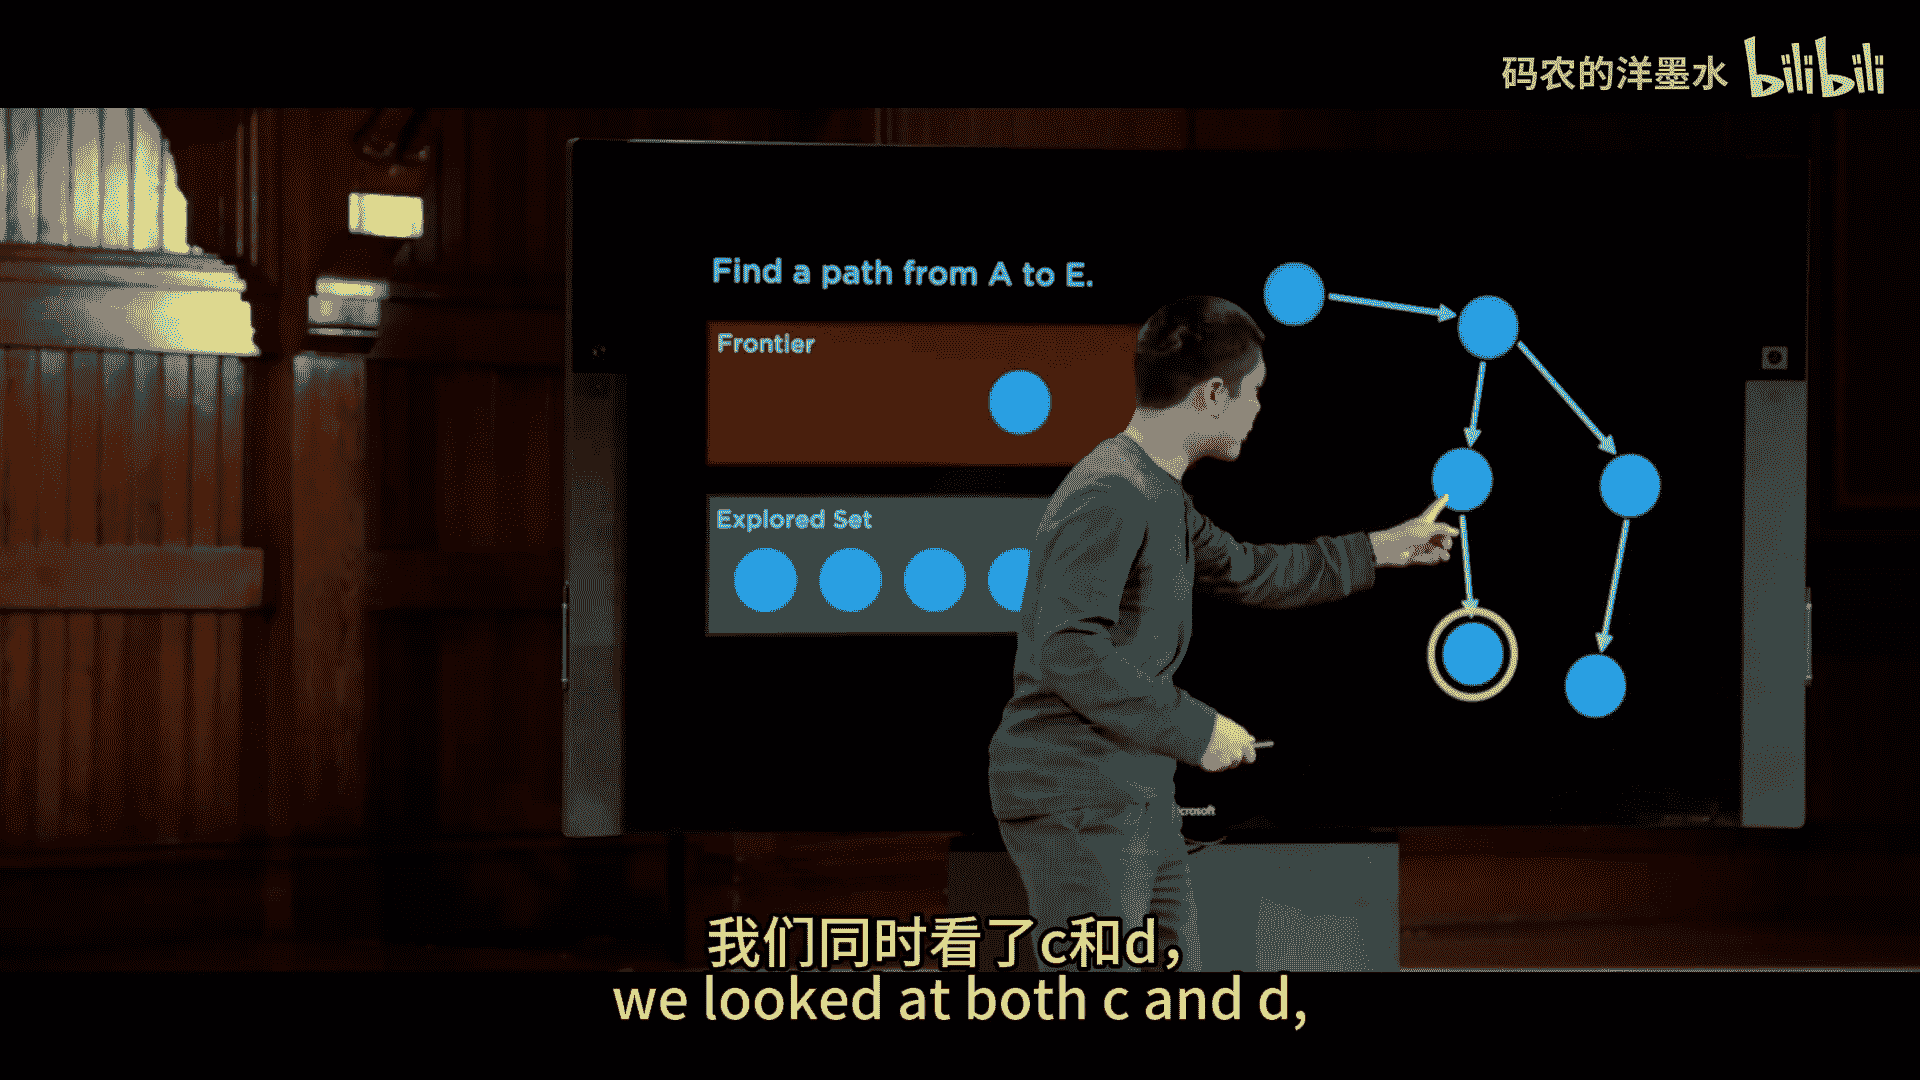 码农的洋墨水 bilibili
Find a path from A to E.
Frontier
Explored Set
crosoft
我们同时看了c和d，
we looked at both c and d,